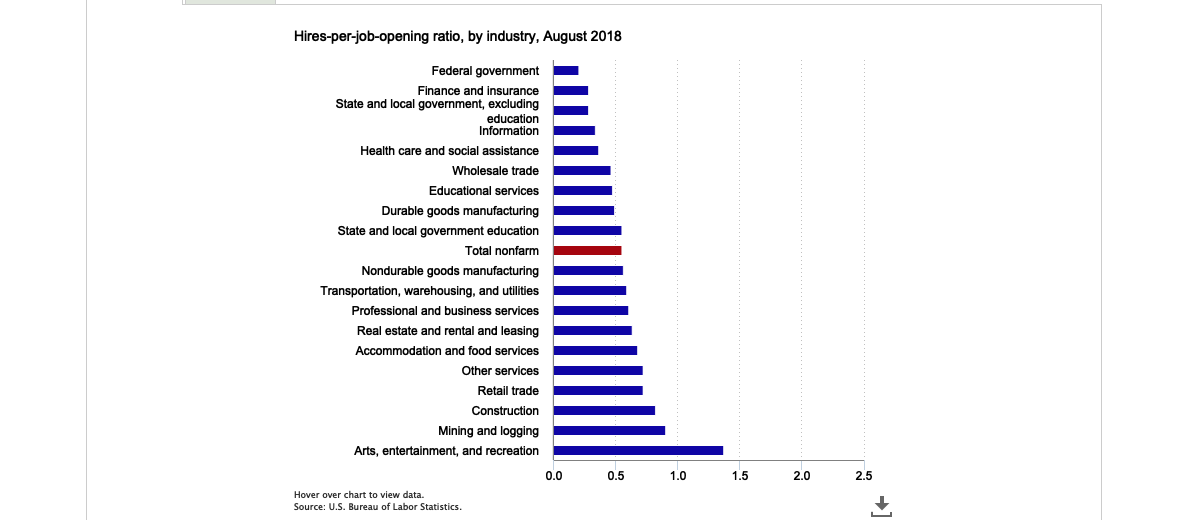 Hires-per-job-opening ratio, by industry, August 2018
Federal government
Finance and insurance
State and local government, excluding
education
Information
Health care and social assistance
Wholesale trade
Educational services
Durable goods manufacturing
State and local government education
Total nonfarm
Nondurable goods manufacturing
Transportation, warehousing, and utilities
Professional and business services
Real estate and rental and leasing
Accommodation and food services
Other services
Retail trade
Construction
Mining and logging
Arts, entertainment, and recreation
0.0 0.5 1.0 1.5 2.0 2.5
Hover over chart to view data.
Source: U.S. Bureau of Labor Statistics.